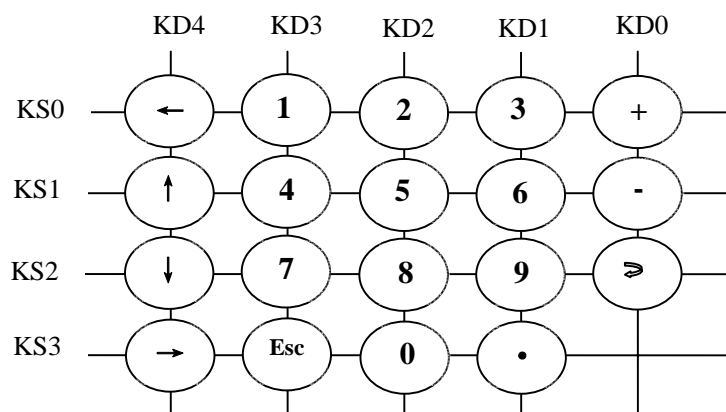 KD4 KD3 KD2 KD1 KD0
KS0 ← 1 2 3 +
KS1 ↑ 4 5 6 -
KS2 ↓ 7 8 9
KS3 → Esc 0 •